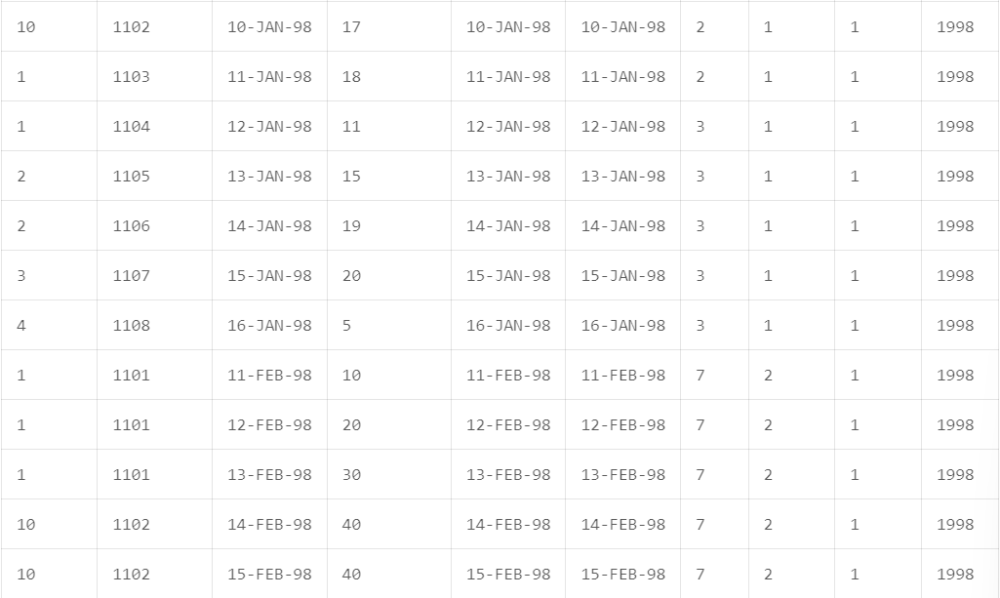 10 1102 10-JAN-98 17 10-JAN-98 10-JAN-98 2 1 1 1998
1 1103 11-JAN-98 18 11-JAN-98 11-JAN-98 2 1 1 1998
1 1104 12-JAN-98 11 12-JAN-98 12-JAN-98 3 1 1 1998
2 1105 13-JAN-98 15 13-JAN-98 13-JAN-98 3 1 1 1998
2 1106 14-JAN-98 19 14-JAN-98 14-JAN-98 3 1 1 1998
3 1107 15-JAN-98 20 15-JAN-98 15-JAN-98 3 1 1 1998
4 1108 16-JAN-98 5 16-JAN-98 16-JAN-98 3 1 1 1998
1 1101 11-FEB-98 10 11-FEB-98 11-FEB-98 7 2 1 1998
1 1101 12-FEB-98 20 12-FEB-98 12-FEB-98 7 2 1 1998
1 1101 13-FEB-98 30 13-FEB-98 13-FEB-98 7 2 1 1998
10 1102 14-FEB-98 40 14-FEB-98 14-FEB-98 7 2 1 1998
10 1102 15-FEB-98 40 15-FEB-98 15-FEB-98 7 2 1 1998